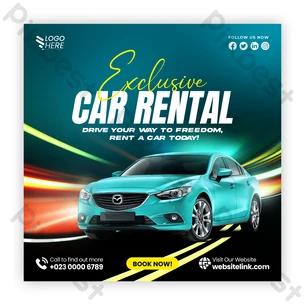 LOGO
HERE
FOLLOW US NOW
Exclusive
CAR RENTAL
DRIVE YOUR WAY TO FREEDOM,
RENT A CAR TODAY!
Call to find out more
+023 0000 6789
BOOK NOW!
Visit Our Website
websitelink.com